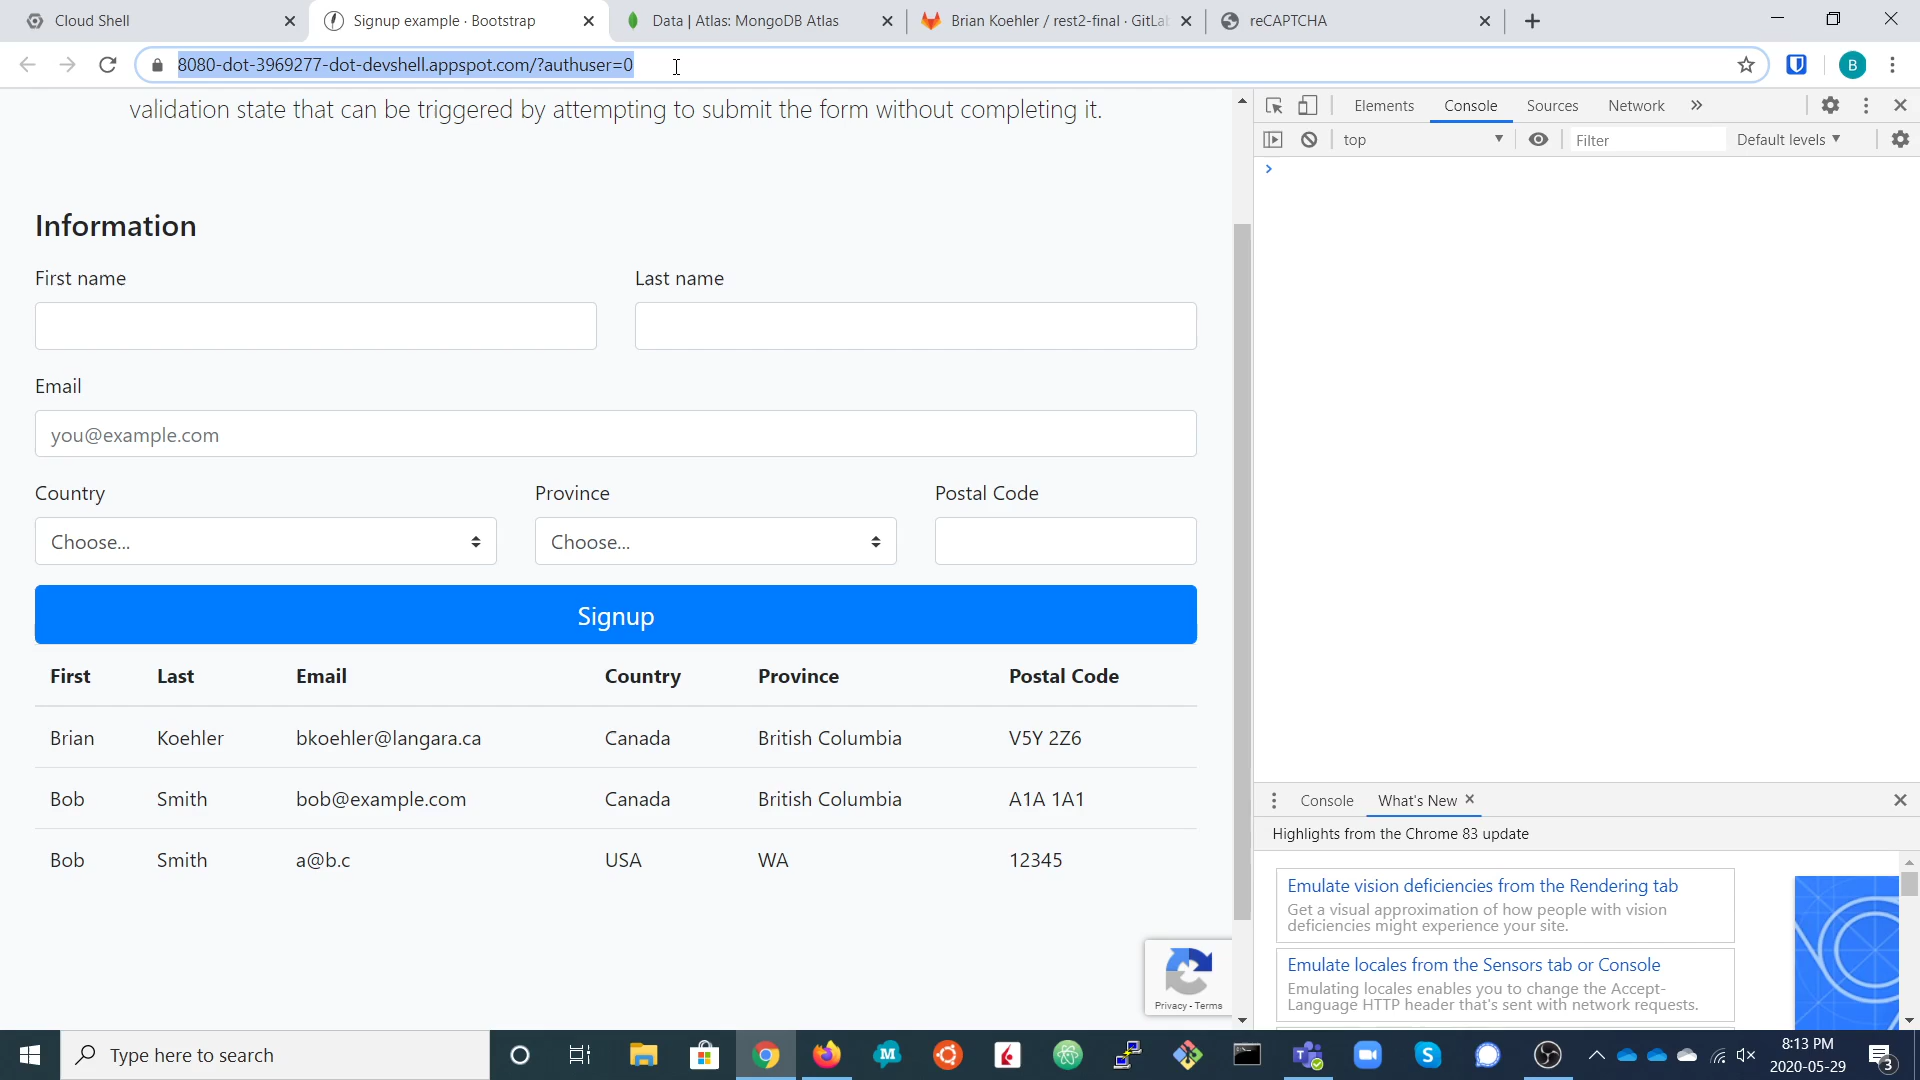 Cloud Shell
Signup example · Bootstrap
Data | Atlas: MongoDB Atlas
Brian Koehler / rest2-final · GitLab
reCAPTCHA
8080-dot-3969277-dot-devshell.appspot.com/?authuser=0
B
validation state that can be triggered by attempting to submit the form without completing it.
Elements Console Sources Network
top Filter Default levels
Information
First name Last name
Email
you@example.com
Country Province Postal Code
Choose... Choose...
Signup
First Last Email Country Province Postal Code
Brian Koehler bkoehler@langara.ca Canada British Columbia V5Y 2Z6
Bob Smith bob@example.com Canada British Columbia A1A 1A1
Bob Smith a@b.c USA WA 12345
Privacy - Terms
Console What's New
Highlights from the Chrome 83 update
Emulate vision deficiencies from the Rendering tab
Get a visual approximation of how people with vision
deficiencies might experience your site.
Emulate locales from the Sensors tab or Console
Emulating locales enables you to change the Accept-
Language HTTP header that's sent with network requests.
Type here to search
8:13 PM
2020-05-29
3